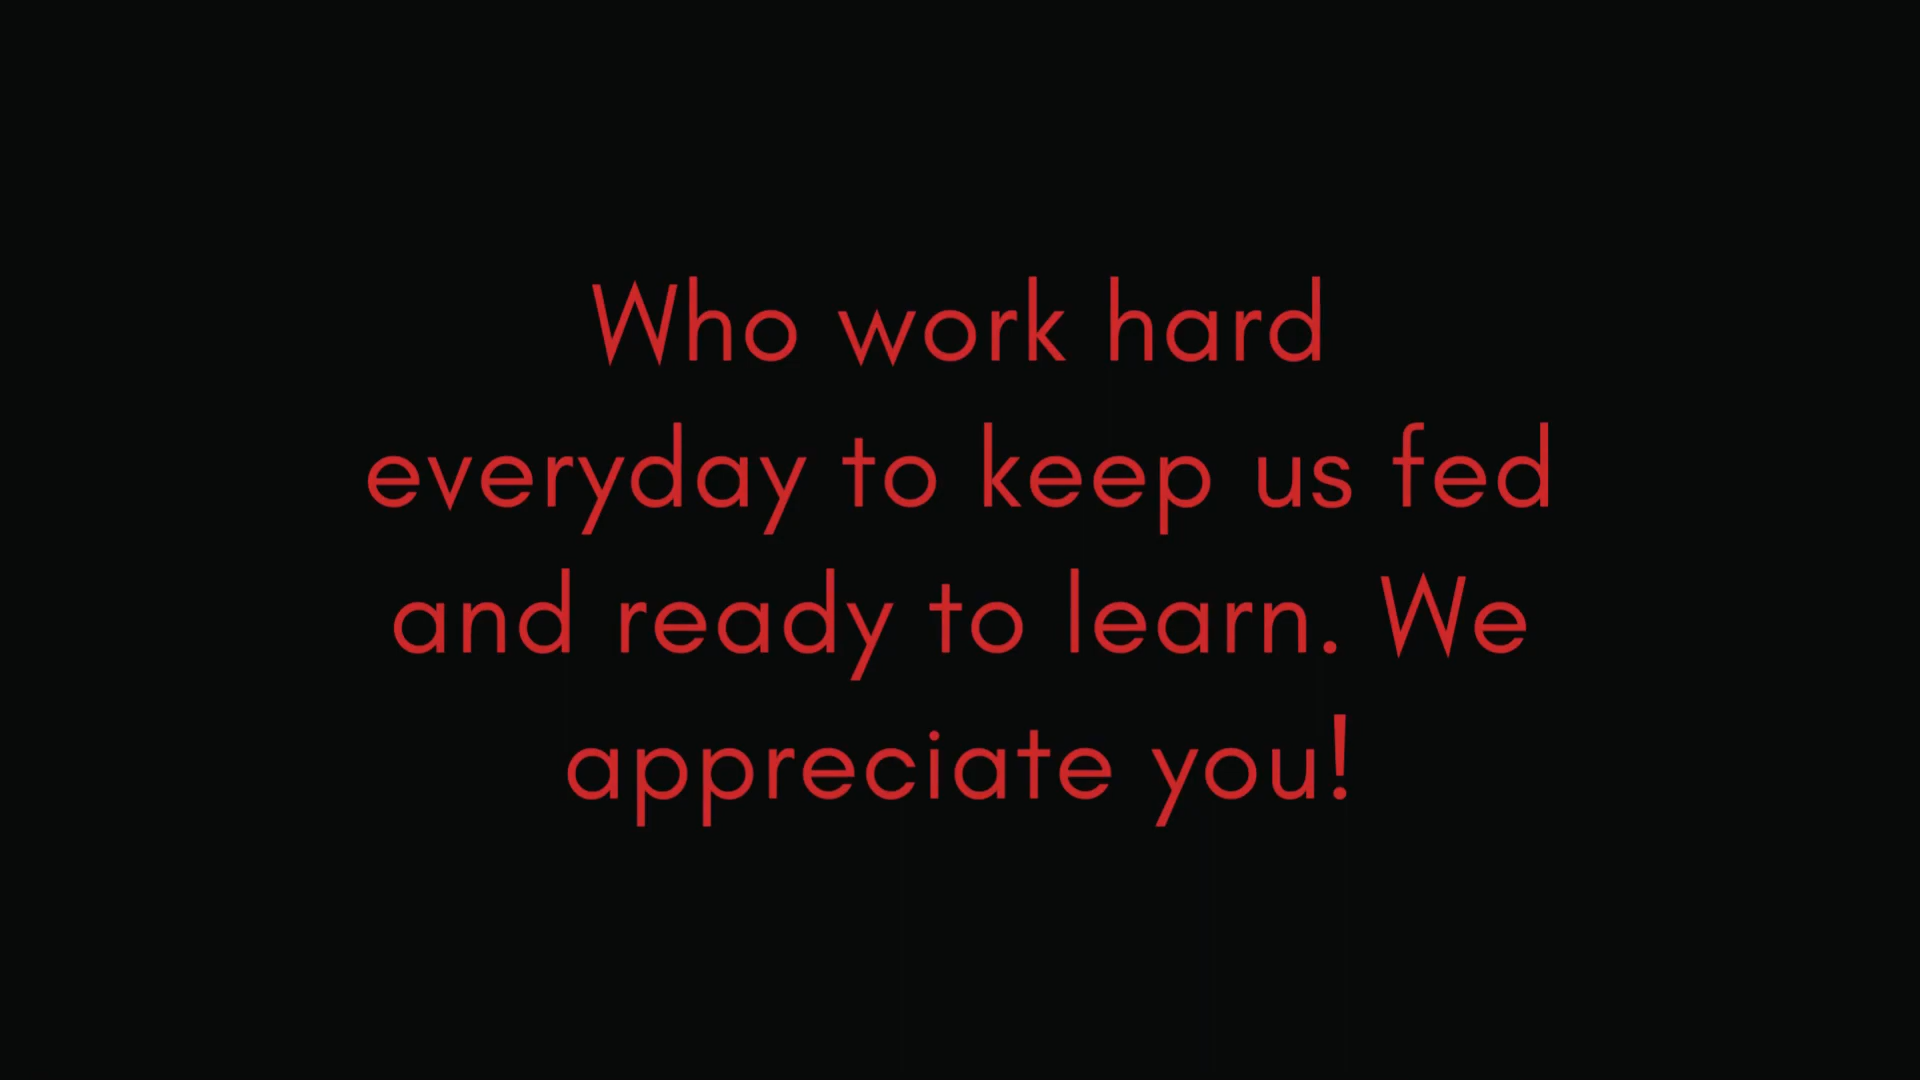 Who work hard
everyday to keep us fed
and ready to learn. We
appreciate you!